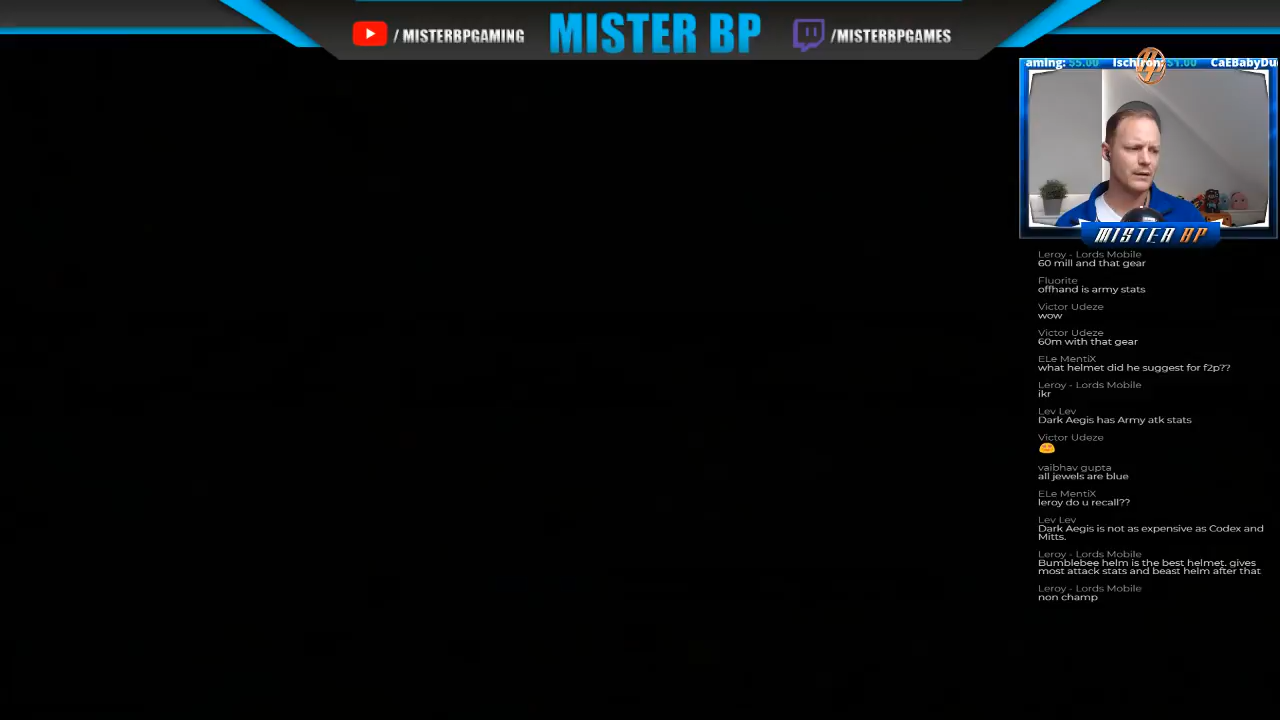 / MISTERBPGAMING
MISTER BP
/MISTERBPGAMES
aming: $5.00 Ischiron: $1.00 CaEBabyDu
MISTER BP
Leroy - Lords Mobile
60 mill and that gear
Fluorite
offhand is army stats
Victor Udeze
wow
Victor Udeze
60m with that gear
ELe MentiX
what helmet did he suggest for f2p??
Leroy - Lords Mobile
ikr
Lev Lev
Dark Aegis has Army atk stats
Victor Udeze
vaibhav gupta
all jewels are blue
ELe MentiX
leroy do u recall??
Lev Lev
Dark Aegis is not as expensive as Codex and
Mitts.
Leroy - Lords Mobile
Bumblebee helm is the best helmet. gives
most attack stats and beast helm after that
Leroy - Lords Mobile
non champ